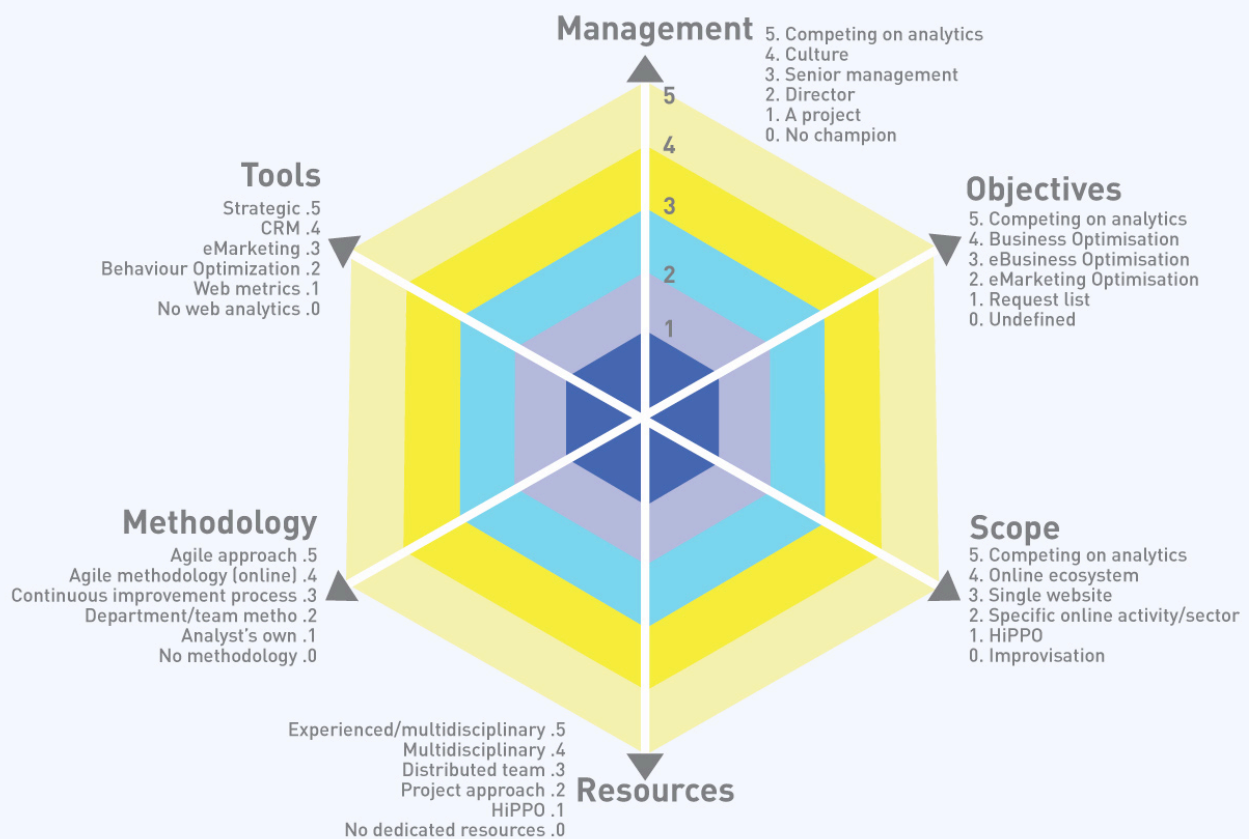 Management
5. Competing on analytics
4. Culture
3. Senior management
2. Director
1. A project
0. No champion
5
4
3
2
1
Tools
Strategic .5
CRM .4
eMarketing .3
Behaviour Optimization .2
Web metrics .1
No web analytics .0
Objectives
5. Competing on analytics
4. Business Optimisation
3. eBusiness Optimisation
2. eMarketing Optimisation
1. Request list
0. Undefined
Methodology
Agile approach .5
Agile methodology (online) .4
Continuous improvement process .3
Department/team metho .2
Analyst's own .1
No methodology .0
Scope
5. Competing on analytics
4. Online ecosystem
3. Single website
2. Specific online activity/sector
1. HiPPO
0. Improvisation
Experienced/multidisciplinary .5
Multidisciplinary .4
Distributed team .3
Project approach .2
HiPPO .1
No dedicated resources .0
Resources